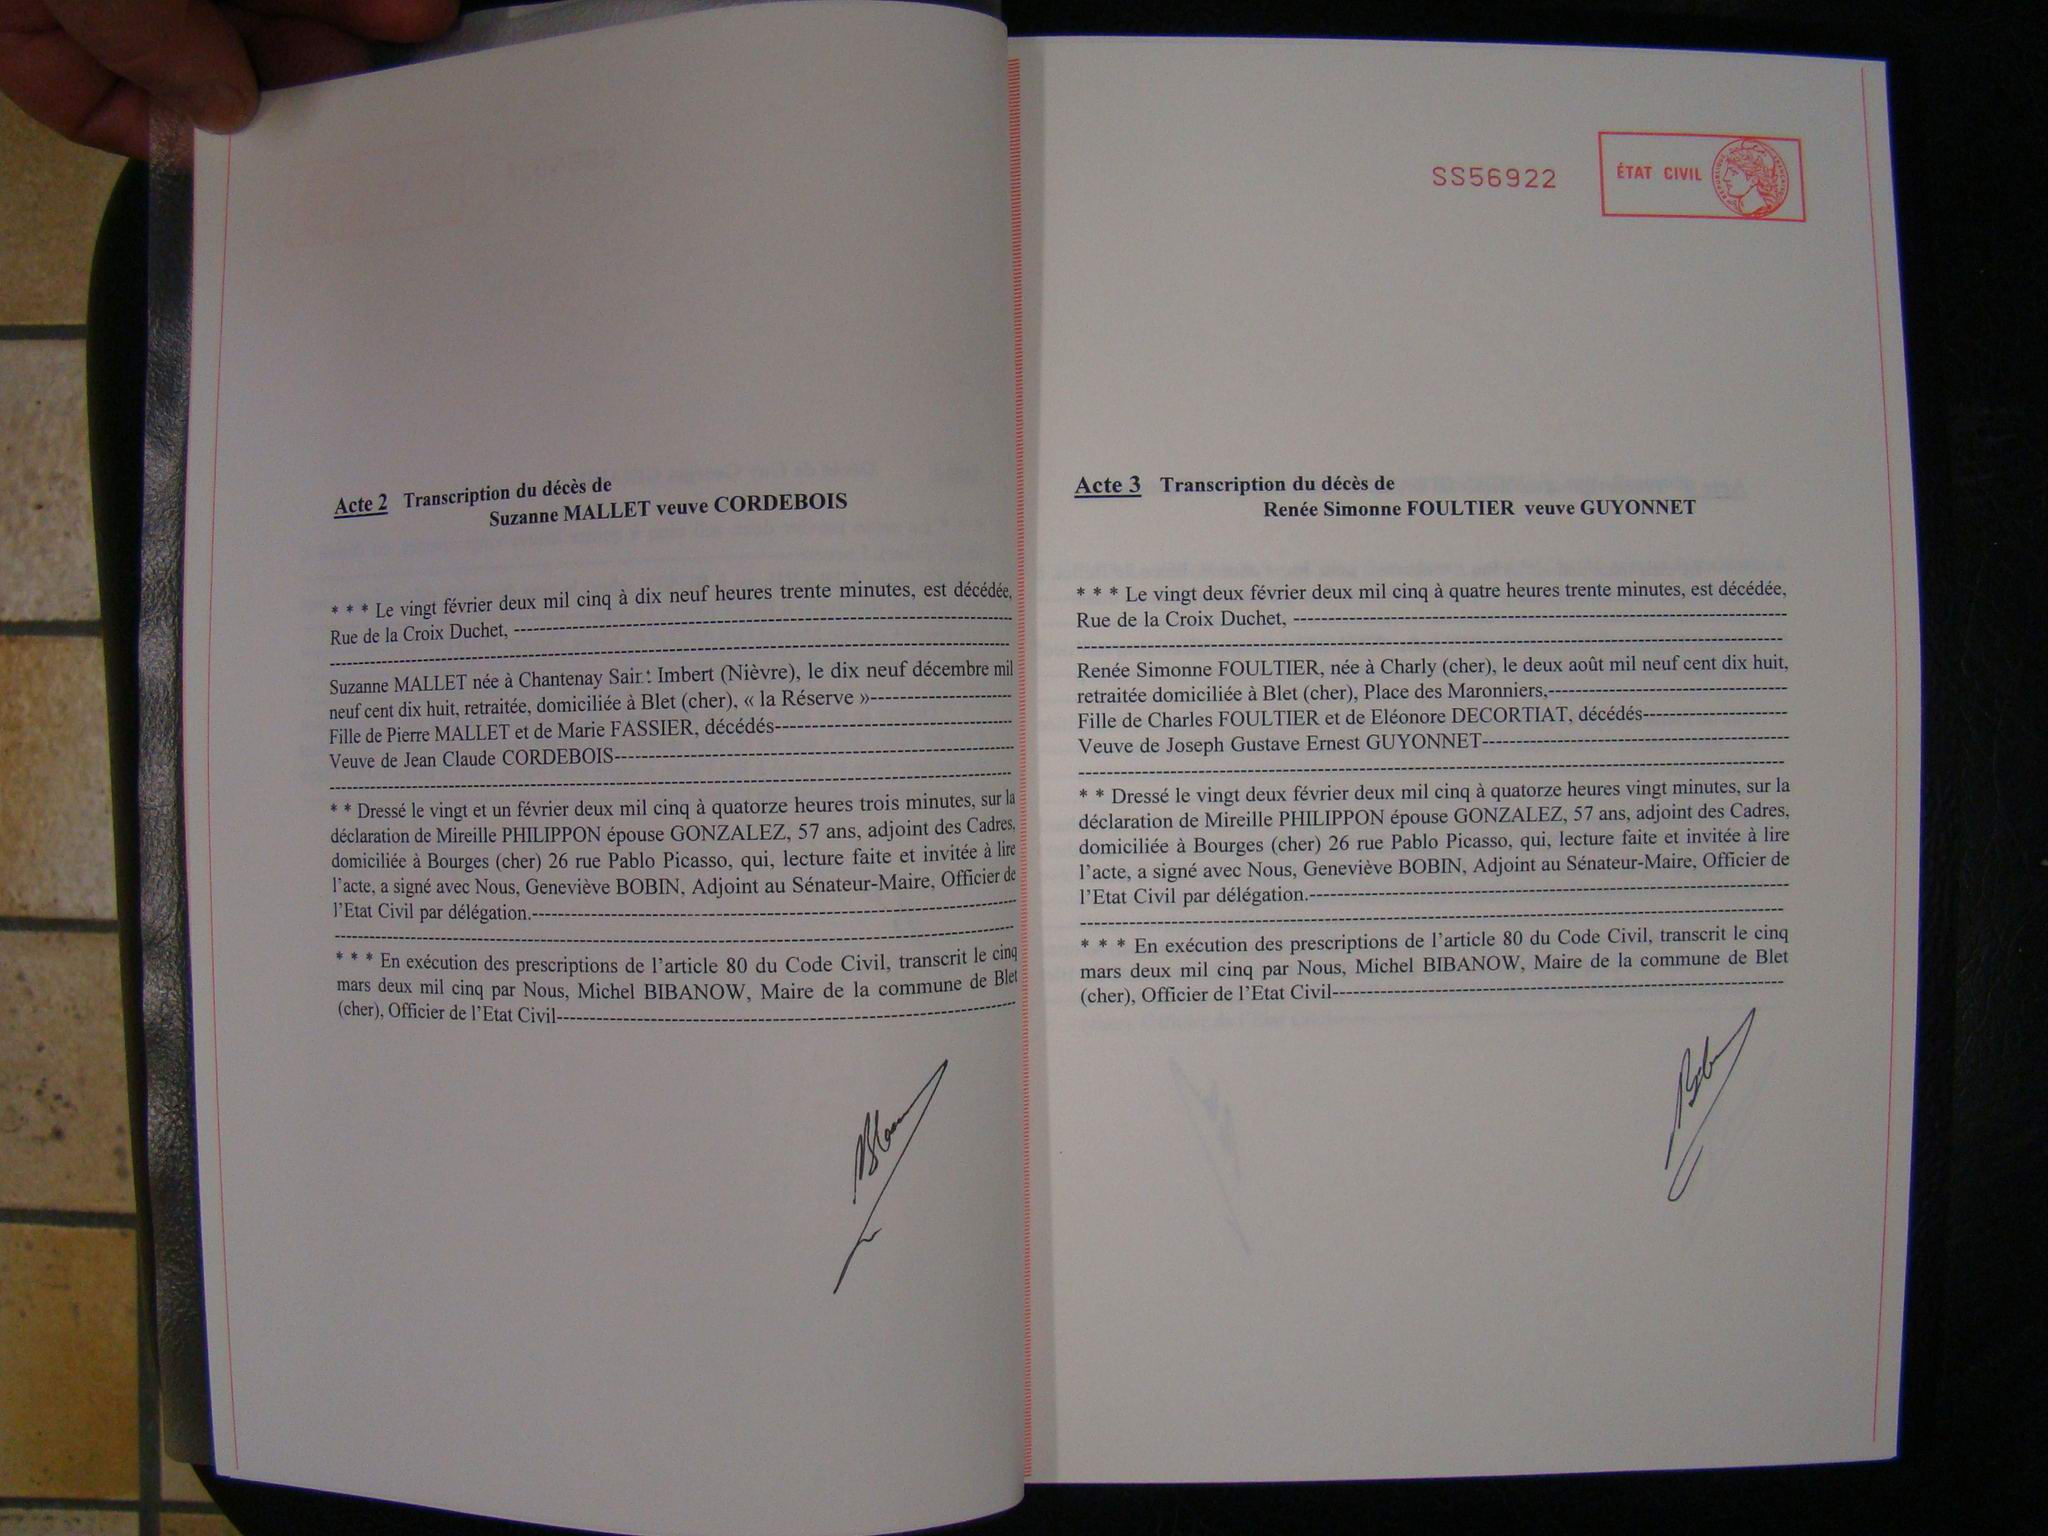 Acte 2 Transcription du décès de
Suzanne MALLET veuve CORDEBOIS
* * * Le vingt février deux mil cinq à dix neuf heures trente minutes, est décédée,
Rue de la Croix Duchet, ------------------------------
------------------------------
Suzanne MALLET née à Chantenay Saint Imbert (Nièvre), le dix neuf décembre mil
neuf cent dix huit, retraitée, domiciliée à Blet (cher), « la Réserve »--------------------
Fille de Pierre MALLET et de Marie FASSIER, décédés------------------------------
Veuve de Jean Claude CORDEBOIS------------------------------
------------------------------
* * Dressé le vingt et un février deux mil cinq à quatorze heures trois minutes, sur la
déclaration de Mireille PHILIPPON épouse GONZALEZ, 57 ans, adjoint des Cadres,
domiciliée à Bourges (cher) 26 rue Pablo Picasso, qui, lecture faite et invitée à lire
l’acte, a signé avec Nous, Geneviève BOBIN, Adjoint au Sénateur-Maire, Officier de
l’Etat Civil par délégation.------------------------------
------------------------------
* * * En exécution des prescriptions de l’article 80 du Code Civil, transcrit le cinq
mars deux mil cinq par Nous, Michel BIBANOW, Maire de la commune de Blet
(cher), Officier de l’Etat Civil------------------------------
SS56922
ÉTAT CIVIL
Acte 3 Transcription du décès de
Renée Simonne FOULTIER veuve GUYONNET
* * * Le vingt deux février deux mil cinq à quatre heures trente minutes, est décédée,
Rue de la Croix Duchet, ------------------------------
------------------------------
Renée Simonne FOULTIER, née à Charly (cher), le deux août mil neuf cent dix huit,
retraitée domiciliée à Blet (cher), Place des Maronniers,------------------------------
Fille de Charles FOULTIER et de Eléonore DECORTIAT, décédés--------------------
Veuve de Joseph Gustave Ernest GUYONNET------------------------------
------------------------------
* * Dressé le vingt deux février deux mil cinq à quatorze heures vingt minutes, sur la
déclaration de Mireille PHILIPPON épouse GONZALEZ, 57 ans, adjoint des Cadres,
domiciliée à Bourges (cher) 26 rue Pablo Picasso, qui, lecture faite et invitée à lire
l’acte, a signé avec Nous, Geneviève BOBIN, Adjoint au Sénateur-Maire, Officier de
l’Etat Civil par délégation.------------------------------
------------------------------
* * * En exécution des prescriptions de l’article 80 du Code Civil, transcrit le cinq
mars deux mil cinq par Nous, Michel BIBANOW, Maire de la commune de Blet
(cher), Officier de l’Etat Civil------------------------------